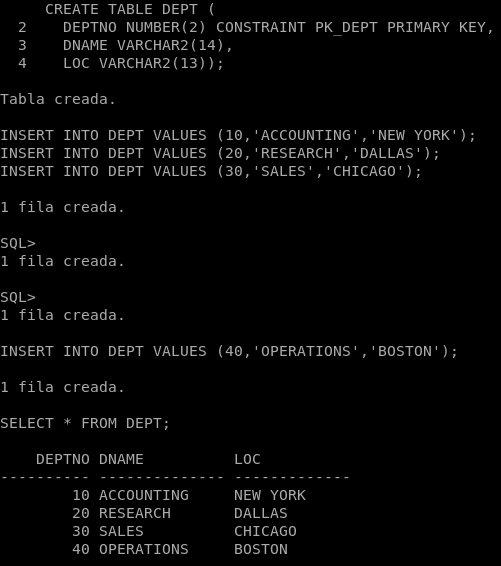 CREATE TABLE DEPT (
2 DEPTNO NUMBER(2) CONSTRAINT PK_DEPT PRIMARY KEY,
3 DNAME VARCHAR2(14),
4 LOC VARCHAR2(13));
Tabla creada.
INSERT INTO DEPT VALUES (10,'ACCOUNTING','NEW YORK');
INSERT INTO DEPT VALUES (20,'RESEARCH','DALLAS');
INSERT INTO DEPT VALUES (30,'SALES','CHICAGO');
1 fila creada.
SQL>
1 fila creada.
SQL>
1 fila creada.
INSERT INTO DEPT VALUES (40,'OPERATIONS','BOSTON');
1 fila creada.
SELECT * FROM DEPT;
DEPTNO DNAME LOC
---------- -------------- -------------
10 ACCOUNTING NEW YORK
20 RESEARCH DALLAS
30 SALES CHICAGO
40 OPERATIONS BOSTON